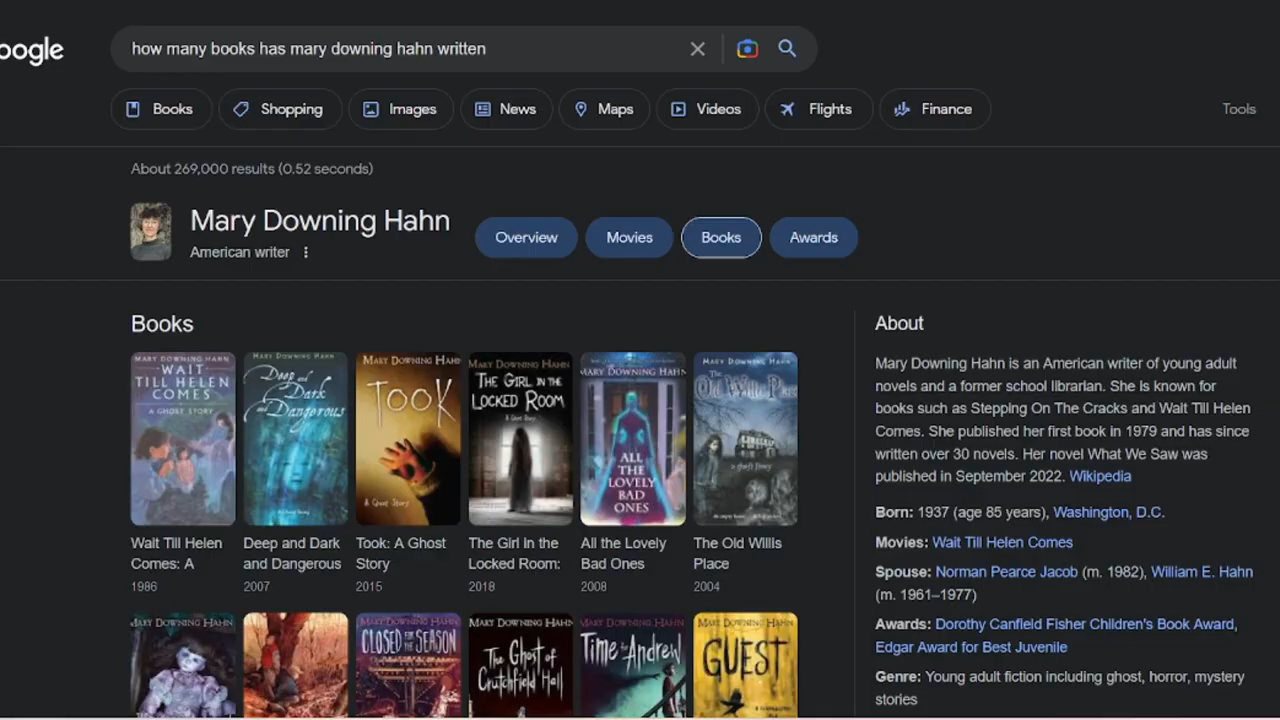 oogle
how many books has mary downing hahn written
Books
Shopping
Images
News
Maps
Videos
Flights
Finance
Tools
About 269,000 results (0.52 seconds)
Mary Downing Hahn
American writer
Overview
Movies
Books
Awards
Books
MARY DOWNING HAHN
WAIT
TILL HELEN
COMES
A GHOST STORY
MARY DOWNING HAHN
Deep and
Dark
and Dangerous
MARY DOWNING HAHN
TOOK
A Ghost Story
MARY DOWNING HAHN
THE GIRL IN THE
LOCKED ROOM
A Ghost Story
MARY DOWNING HAHN
ALL
THE
LOVELY
BAD
ONES
MARY DOWNING HAHN
The
Old Willis Plac
a ghost story
Wait Till Helen
Comes: A
1986
Deep and Dark
and Dangerous
2007
Took: A Ghost
Story
2015
The Girl in the
Locked Room:
2018
All the Lovely
Bad Ones
2008
The Old Willis
Place
2004
MARY DOWNING HAHN
MARY DOWNING HAHN
CLOSED FOR THE
SEASON
MARY DOWNING HAHN
The Ghost of
Crutchfield Hall
MARY DOWNING HAHN
Time for Andrew
MARY DOWNING HAHN
GUEST
About
Mary Downing Hahn is an American writer of young adult
novels and a former school librarian. She is known for
books such as Stepping On The Cracks and Wait Till Helen
Comes. She published her first book in 1979 and has since
written over 30 novels. Her novel What We Saw was
published in September 2022. Wikipedia
Born: 1937 (age 85 years), Washington, D.C.
Movies: Wait Till Helen Comes
Spouse: Norman Pearce Jacob (m. 1982), William E. Hahn
(m. 1961–1977)
Awards: Dorothy Canfield Fisher Children's Book Award,
Edgar Award for Best Juvenile
Genre: Young adult fiction including ghost, horror, mystery
stories